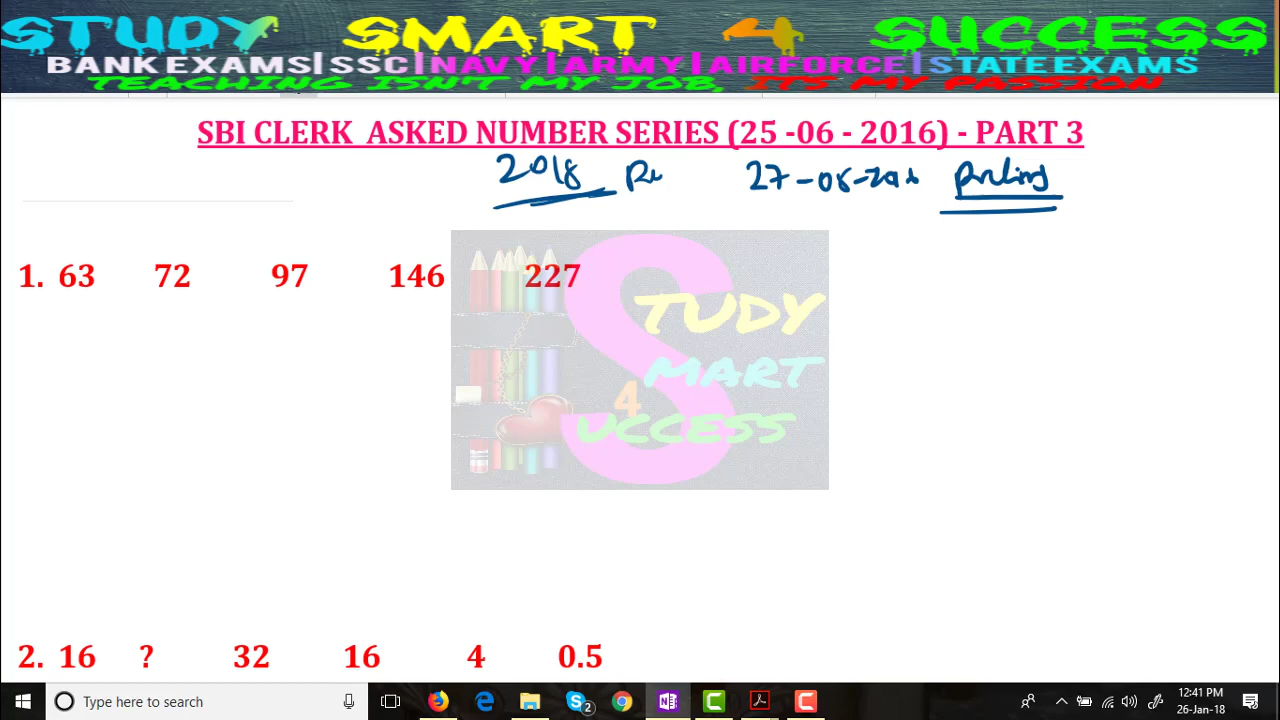 STUDY SMART 4 SUCCESS
BANK EXAMS|SSC|NAVY|ARMY|AIRFORCE|STATE EXAMS
TEACHING ISN'T MY JOB, IT'S MY PASSION
SBI CLERK ASKED NUMBER SERIES (25 -06 - 2016) - PART 3
2018
1. 63 72 97 146 227
STUDY
SMART
4
SUCCESS
2. 16 ? 32 16 4 0.5
Type here to search
2
12:41 PM
26-Jan-18